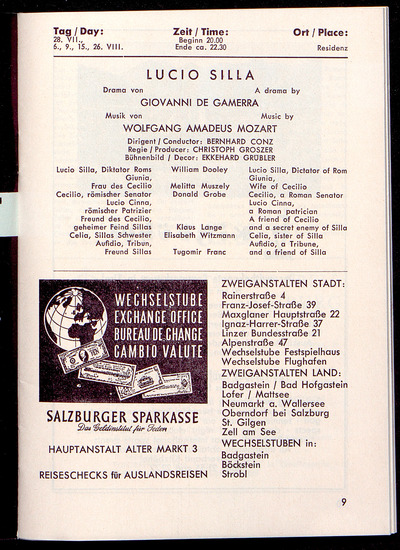 Tag / Day:
28. VII.,
6., 9., 15., 26. VIII.
Zeit / Time:
Beginn 20.00
Ende ca. 22.30
Ort / Place:
Residenz
LUCIO SILLA
Drama von A drama by
GIOVANNI DE GAMERRA
Musik von Music by
WOLFGANG AMADEUS MOZART
Dirigent / Conductor: BERNHARD CONZ
Regie / Producer: CHRISTOPH GROSZER
Bühnenbild / Decor: EKKEHARD GRÜBLER
Lucio Silla, Diktator Roms William Dooley Lucio Silla, Dictator of Rom
Giunia, Giunia,
Frau des Cecilio Melitta Muszely Wife of Cecilio
Cecilio, römischer Senator Donald Grobe Cecilio, a Roman Senator
Lucio Cinna, Lucio Cinna,
römischer Patrizier a Roman patrician
Freund des Cecilio, A friend of Cecilio
geheimer Feind Sillas Klaus Lange and a secret enemy of Silla
Celia, Sillas Schwester Elisabeth Witzmann Celia, sister of Silla
Aufidio, Tribun, Aufidio, a Tribune,
Freund Sillas Tugomir Franc and a friend of Silla
WECHSELSTUBE
EXCHANGE OFFICE
BUREAU DE CHANGE
CAMBIO VALUTE
SALZBURGER SPARKASSE
Das Geldinstitut für Jeden
HAUPTANSTALT ALTER MARKT 3
REISESCHECKS für AUSLANDSREISEN
ZWEIGANSTALTEN STADT:
Rainerstraße 4
Franz-Josef-Straße 39
Maxglaner Hauptstraße 22
Ignaz-Harrer-Straße 37
Linzer Bundesstraße 21
Alpenstraße 47
Wechselstube Festspielhaus
Wechselstube Flughafen
ZWEIGANSTALTEN LAND:
Badgastein / Bad Hofgastein
Lofer / Mattsee
Neumarkt a. Wallersee
Oberndorf bei Salzburg
St. Gilgen
Zell am See
WECHSELSTUBEN in:
Badgastein
Böckstein
Strobl
9